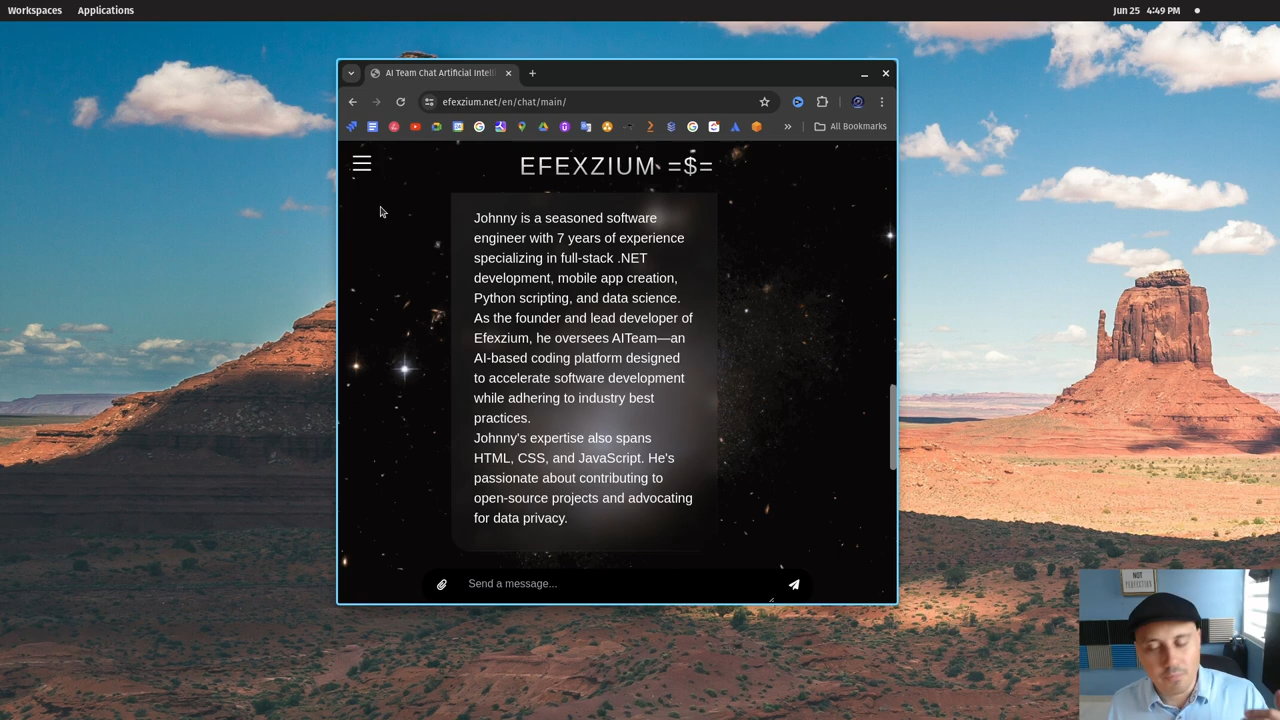 Workspaces Applications Jun 25 4:49 PM
AI Team Chat Artificial Intelli
efexzium.net/en/chat/main/
All Bookmarks
EFEXZIUM =$=
Johnny is a seasoned software
engineer with 7 years of experience
specializing in full-stack .NET
development, mobile app creation,
Python scripting, and data science.
As the founder and lead developer of
Efexzium, he oversees AITeam—an
AI-based coding platform designed
to accelerate software development
while adhering to industry best
practices.
Johnny's expertise also spans
HTML, CSS, and JavaScript. He's
passionate about contributing to
open-source projects and advocating
for data privacy.
Send a message...
NOT
PERFECTION